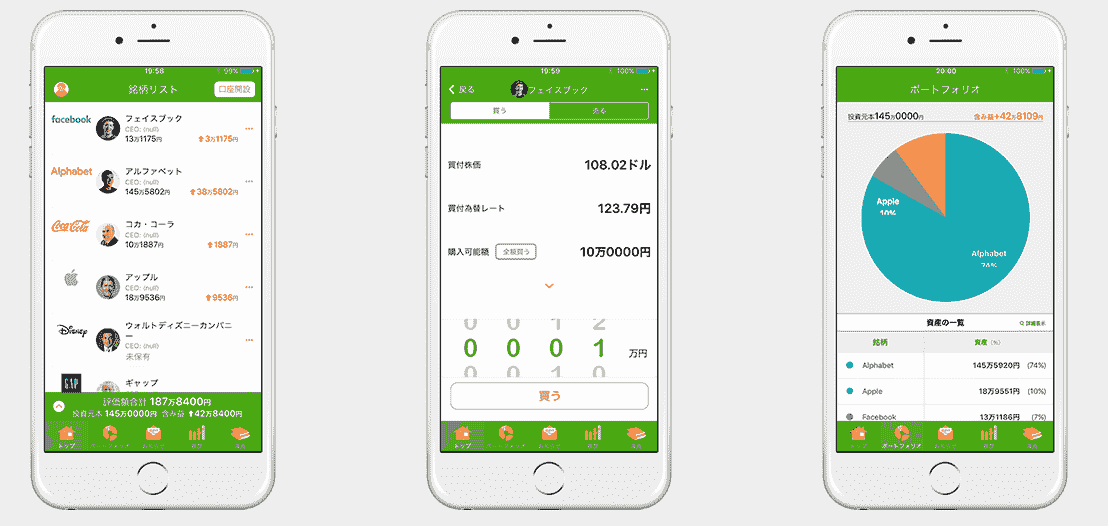 19:58
99%
銘柄リスト
口座開設
facebook
フェイスブック
CEO: (null)
13万1175円
3万1175円
Alphabet
アルファベット
CEO: (null)
145万5802円
38万5802円
Coca-Cola
コカ・コーラ
CEO: (null)
10万1887円
1887円
アップル
CEO: (null)
18万9536円
9536円
Disney
ウォルトディズニーカンパニ
ー
CEO: (null)
未保有
GAP
ギャップ
評価額合計 187万8400円
投資元本 145万0000円 含み益 42万8400円
トップ
19:59
100%
戻る
フェイスブック
買う
売る
買付株価
108.02ドル
買付為替レート
123.79円
購入可能額
全額買う
10万0000円
0 0 1 2
0 0 0 1
万円
0 0 1 0
買う
トップ
20:00
100%
ポートフォリオ
投資元本145万0000円
含み益+42万8109円
Apple
10%
Alphabet
74%
資産の一覧
詳細表示
銘柄
資産（%）
Alphabet
145万5920円
(74%)
Apple
18万9551円
(10%)
Facebook
13万1186円
(7%)
ポートフォリオ